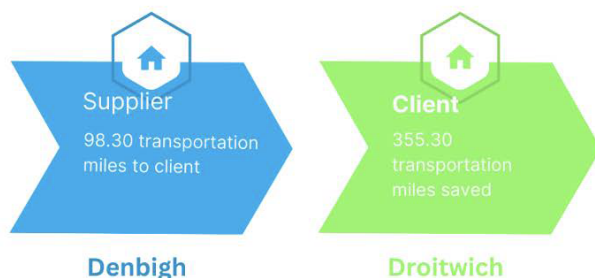 Supplier
98.30 transportation
miles to client
Denbigh
Client
355.30
transportation
miles saved
Droitwich